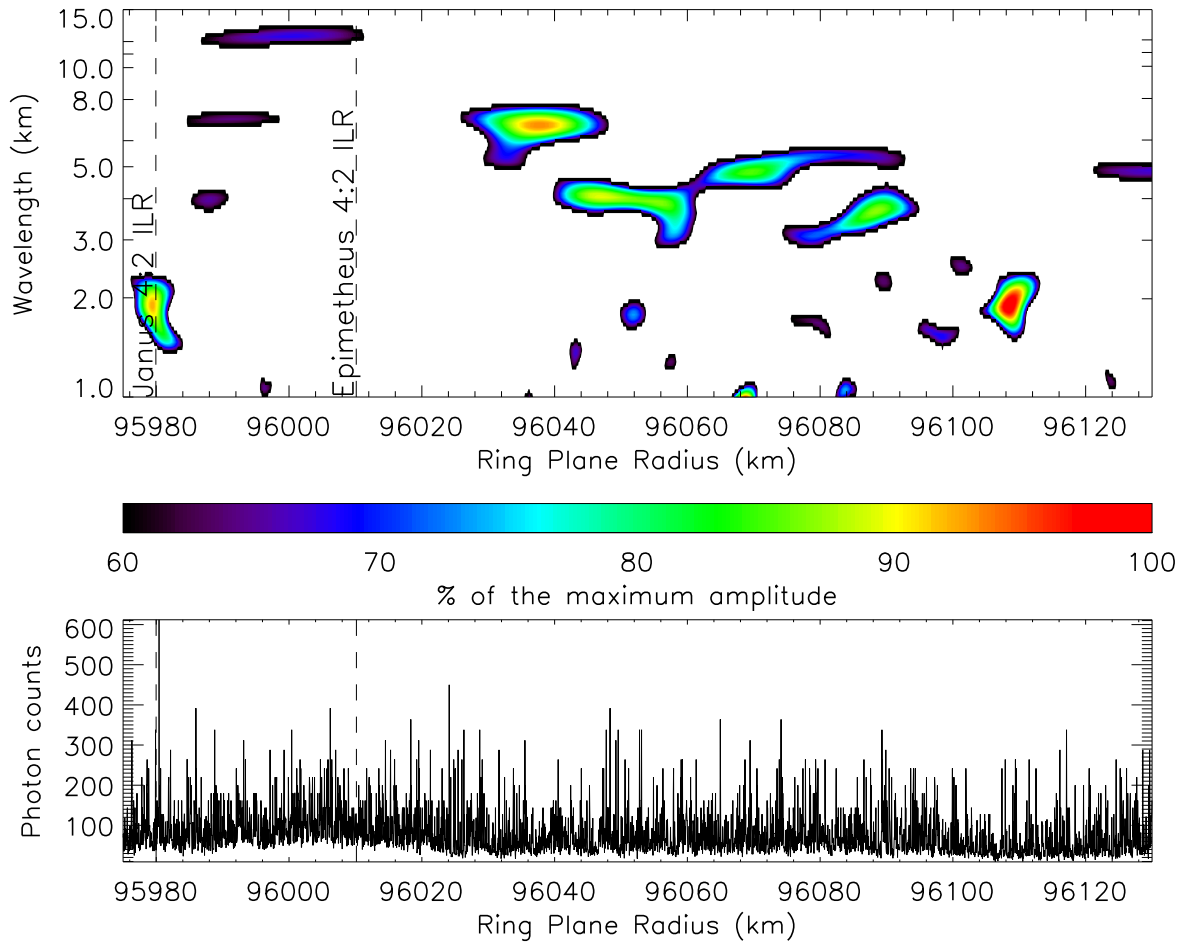 15.0
10.0
8.0
5.0
3.0
2.0
1.0
Wavelength (km)
Janus 4:2 ILR
Epimetheus 4:2 ILR
95980 96000 96020 96040 96060 96080 96100 96120
Ring Plane Radius (km)
60 70 80 90 100
% of the maximum amplitude
600
500
400
300
200
100
Photon counts
95980 96000 96020 96040 96060 96080 96100 96120
Ring Plane Radius (km)